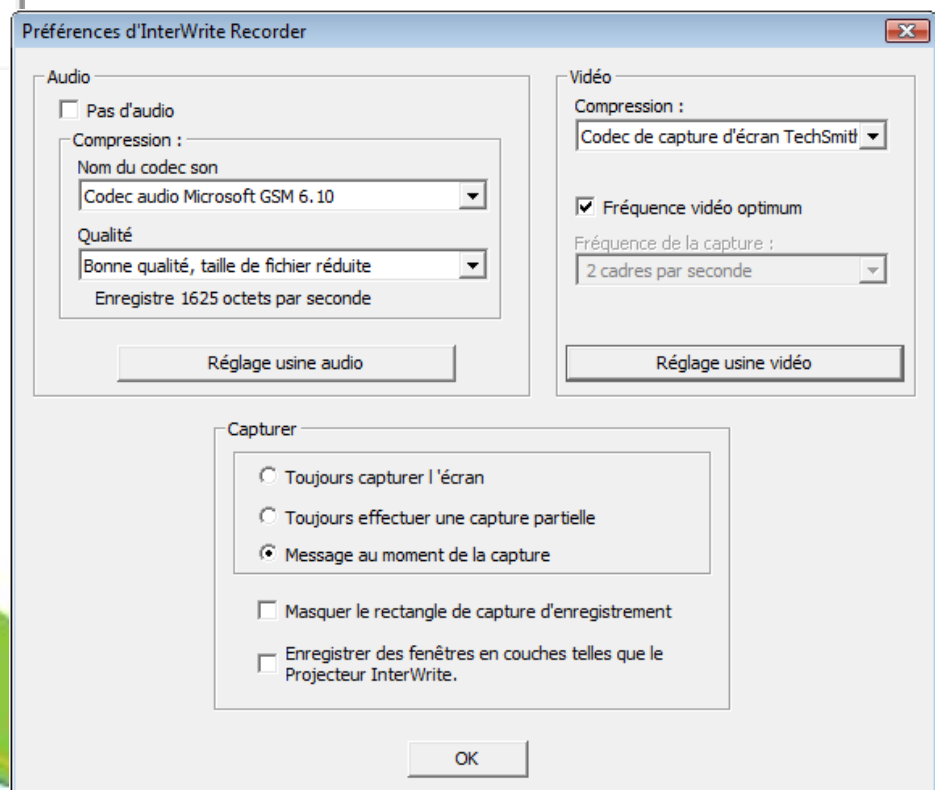 Préférences d'InterWrite Recorder
Audio
Pas d'audio
Compression :
Nom du codec son
Codec audio Microsoft GSM 6.10
Qualité
Bonne qualité, taille de fichier réduite
Enregistre 1625 octets par seconde
Réglage usine audio
Vidéo
Compression :
Codec de capture d'écran TechSmith
Fréquence vidéo optimum
Fréquence de la capture :
2 cadres par seconde
Réglage usine vidéo
Capturer
Toujours capturer l 'écran
Toujours effectuer une capture partielle
Message au moment de la capture
Masquer le rectangle de capture d'enregistrement
Enregistrer des fenêtres en couches telles que le
Projecteur InterWrite.
OK